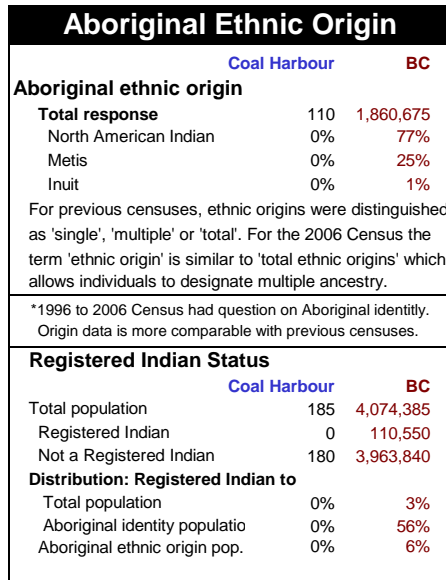 Aboriginal Ethnic Origin
Coal Harbour BC
Aboriginal ethnic origin
Total response 110 1,860,675
North American Indian 0% 77%
Metis 0% 25%
Inuit 0% 1%
For previous censuses, ethnic origins were distinguished
as 'single', 'multiple' or 'total'. For the 2006 Census the
term 'ethnic origin' is similar to 'total ethnic origins' which
allows individuals to designate multiple ancestry.
*1996 to 2006 Census had question on Aboriginal identitly.
Origin data is more comparable with previous censuses.
Registered Indian Status
Coal Harbour BC
Total population 185 4,074,385
Registered Indian 0 110,550
Not a Registered Indian 180 3,963,840
Distribution: Registered Indian to
Total population 0% 3%
Aboriginal identity populatio 0% 56%
Aboriginal ethnic origin pop. 0% 6%